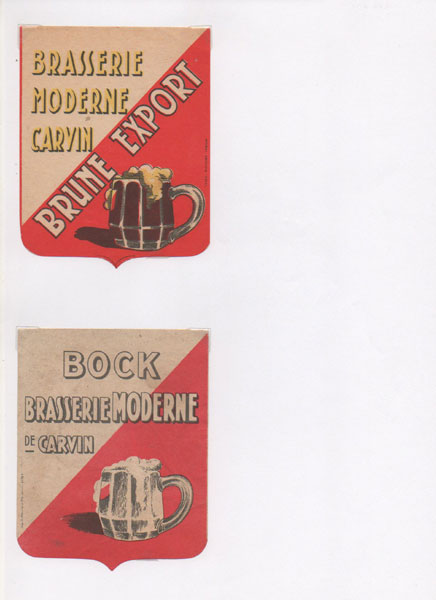 BRASSERIE
MODERNE
CARVIN
BRUNE EXPORT
BOCK
BRASSERIE MODERNE
DE CARVIN